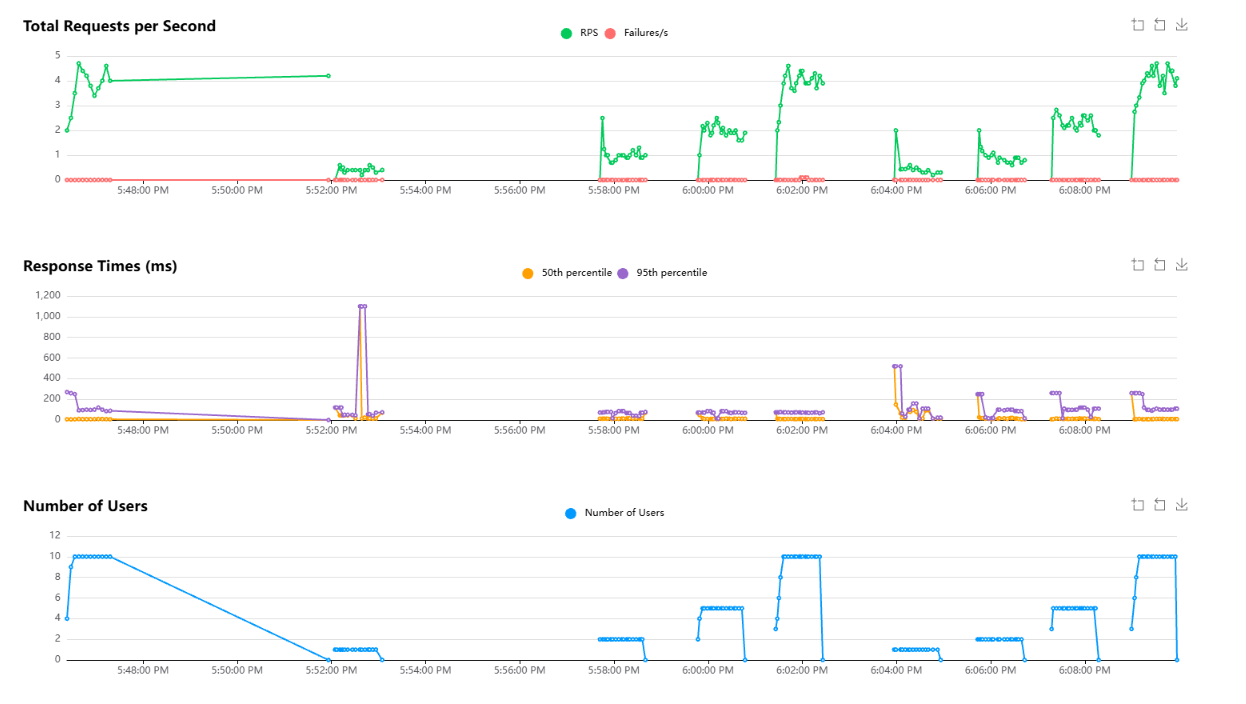 Total Requests per Second
RPS Failures/s
5
4
3
2
1
0
5:48:00 PM 5:50:00 PM 5:52:00 PM 5:54:00 PM 5:56:00 PM 5:58:00 PM 6:00:00 PM 6:02:00 PM 6:04:00 PM 6:06:00 PM 6:08:00 PM
Response Times (ms)
50th percentile 95th percentile
1,200
1,000
800
600
400
200
0
5:48:00 PM 5:50:00 PM 5:52:00 PM 5:54:00 PM 5:56:00 PM 5:58:00 PM 6:00:00 PM 6:02:00 PM 6:04:00 PM 6:06:00 PM 6:08:00 PM
Number of Users
Number of Users
12
10
8
6
4
2
0
5:48:00 PM 5:50:00 PM 5:52:00 PM 5:54:00 PM 5:56:00 PM 5:58:00 PM 6:00:00 PM 6:02:00 PM 6:04:00 PM 6:06:00 PM 6:08:00 PM